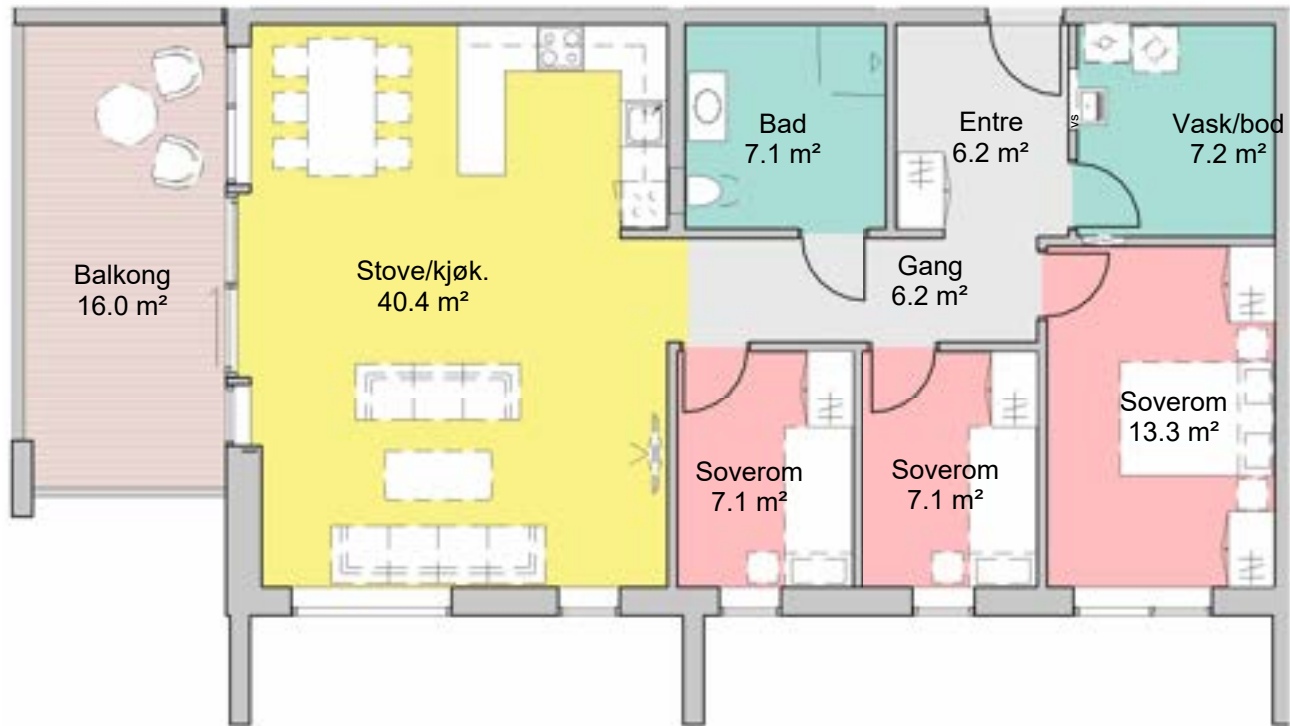 Bad
7.1 m²
Entre
6.2 m²
vs
Vask/bod
7.2 m²
Balkong
16.0 m²
Stove/kjøk.
40.4 m²
Gang
6.2 m²
Soverom
7.1 m²
Soverom
7.1 m²
Soverom
13.3 m²